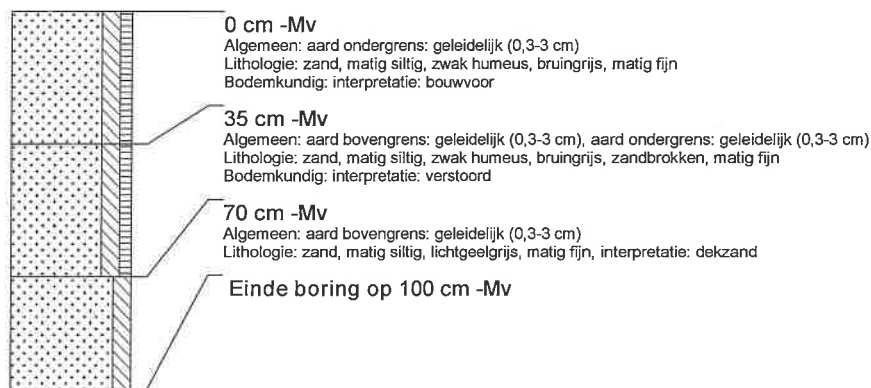 0 cm -Mv
Algemeen: aard ondergrens: geleidelijk (0,3-3 cm)
Lithologie: zand, matig siltig, zwak humeus, bruingrijs, matig fijn
Bodemkundig: interpretatie: bouwvoor
35 cm -Mv
Algemeen: aard bovengrens: geleidelijk (0,3-3 cm), aard ondergrens: geleidelijk (0,3-3 cm)
Lithologie: zand, matig siltig, zwak humeus, bruingrijs, zandbrokken, matig fijn
Bodemkundig: interpretatie: verstoord
70 cm -Mv
Algemeen: aard bovengrens: geleidelijk (0,3-3 cm)
Lithologie: zand, matig siltig, lichtgeelgrijs, matig fijn, interpretatie: dekzand
Einde boring op 100 cm -Mv